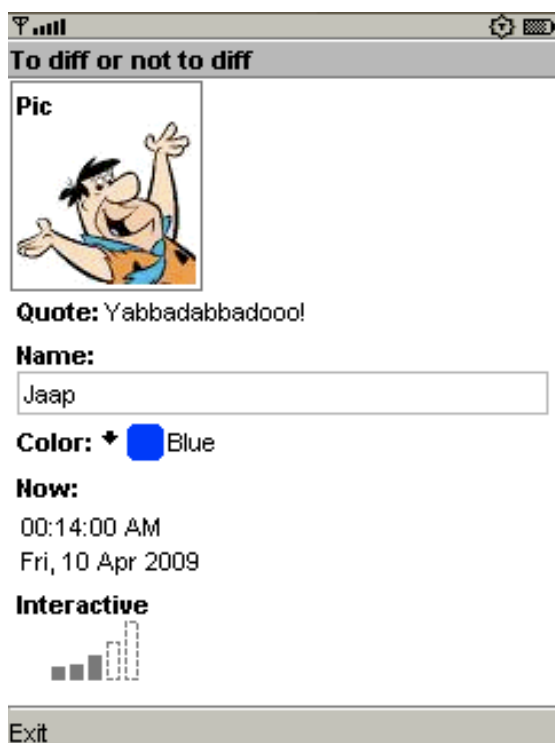 To diff or not to diff
Pic
Quote: Yabbadabbadooo!
Name:
Jaap
Color: Blue
Now:
00:14:00 AM
Fri, 10 Apr 2009
Interactive
Exit